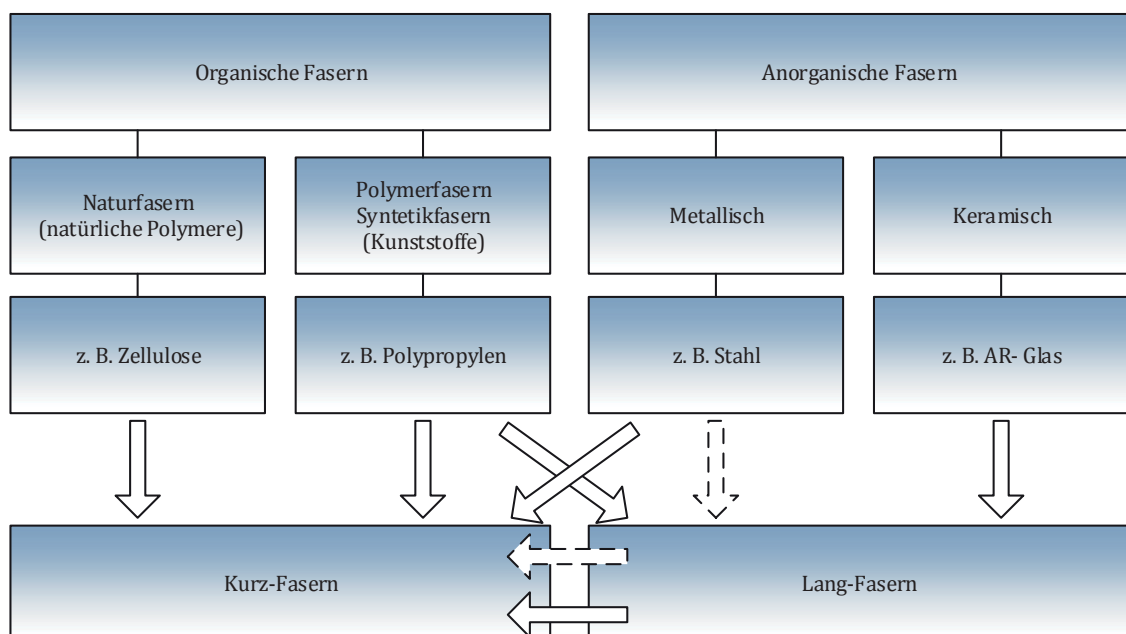 Organische Fasern
Anorganische Fasern
Naturfasern
(natürliche Polymere)
Polymerfasern
Syntetikfasern
(Kunststoffe)
Metallisch
Keramisch
z. B. Zellulose
z. B. Polypropylen
z. B. Stahl
z. B. AR- Glas
Kurz-Fasern
Lang-Fasern